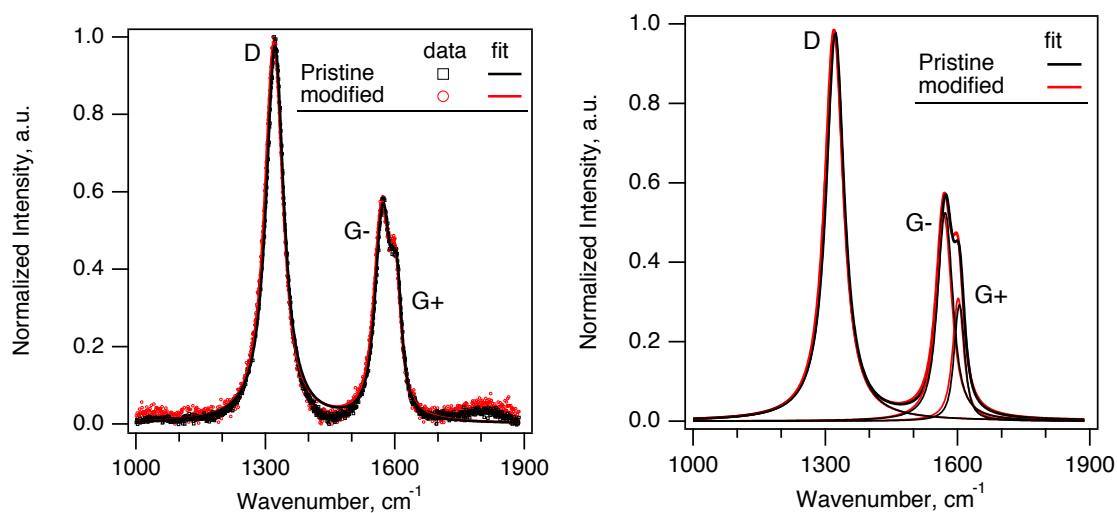 Normalized Intensity, a.u.
1.0
0.8
0.6
0.4
0.2
0.0
D
data fit
Pristine
modified
G-
G+
1000 1300 1600 1900
Wavenumber, cm-1
Normalized Intensity, a.u.
1.0
0.8
0.6
0.4
0.2
0.0
D
fit
Pristine
modified
G-
G+
1000 1300 1600 1900
Wavenumber, cm-1